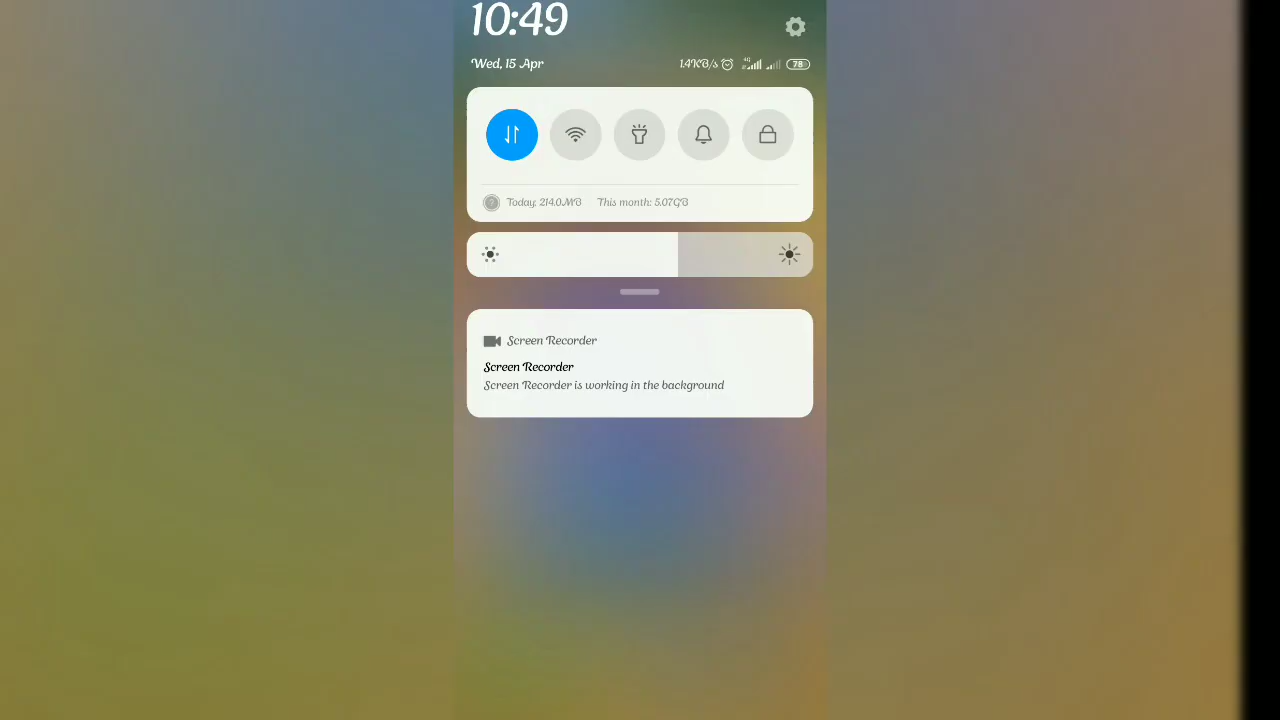 10:49
Wed, 15 Apr
1.4KB/s 4G 78
Today: 214.0MB This month: 5.07GB
Screen Recorder
Screen Recorder
Screen Recorder is working in the background